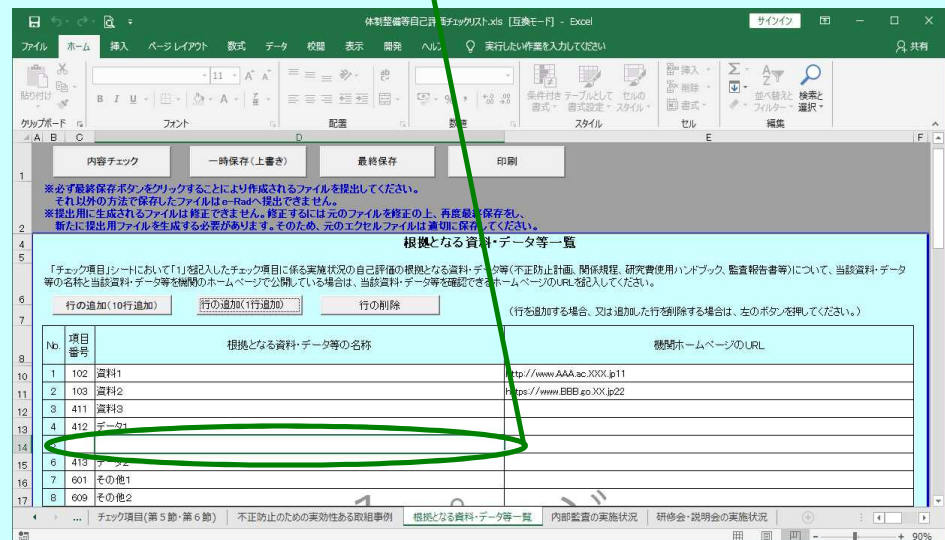 体制整備等自己評価チェックリスト.xls [互換モード] - Excel
サインイン
ファイル ホーム 挿入 ページレイアウト 数式 データ 校閲 表示 開発 ヘルプ 実行したい作業を入力してください 共有
11
挿入
削除
書式
貼り付け
B I U
条件付き書式
テーブルとして書式設定
セルのスタイル
並べ替えと
フィルター
検索と
選択
クリップボード フォント 配置 数値 スタイル セル 編集
A B C D E F
1
内容チェック 一時保存(上書き) 最終保存 印刷
※必ず最終保存ボタンをクリックすることにより作成されるファイルを提出してください。
それ以外の方法で保存したファイルはe-Radへ提出できません。
※提出用に生成されるファイルは修正できません。修正するには元のファイルを修正の上、再度最終保存をし、
2 新たに提出用ファイルを生成する必要があります。そのため、元のエクセルファイルは適切に保存してください。
4 根拠となる資料・データ等一覧
5
「チェック項目」シートにおいて「1」を記入したチェック項目に係る実施状況の自己評価の根拠となる資料・データ等(不正防止計画、関係規程、研究費使用ハンドブック、監査報告書等)について、当該資料・データ
等の名称と当該資料・データ等を機関のホームページで公開している場合は、当該資料・データ等を確認できるホームページのURLを記入してください。
6
行の追加(10行追加) 行の追加(1行追加) 行の削除 (行を追加する場合、又は追加した行を削除する場合は、左のボタンを押してください。)
7
8 No. 項目番号 根拠となる資料・データ等の名称 機関ホームページのURL
10 1 102 資料1 http://www.AAA.ac.XXX.jp11
11 2 103 資料2 https://www.BBB.go.XX.jp22
12 3 411 資料3
13 4 412 データ1
14 5
15 6 413 データ2
16 7 601 その他1
17 8 609 その他2
... チェック項目(第5節・第6節) 不正防止のための実効性ある取組事例 根拠となる資料・データ等一覧 内部監査の実施状況 研修会・説明会の実施状況
90%